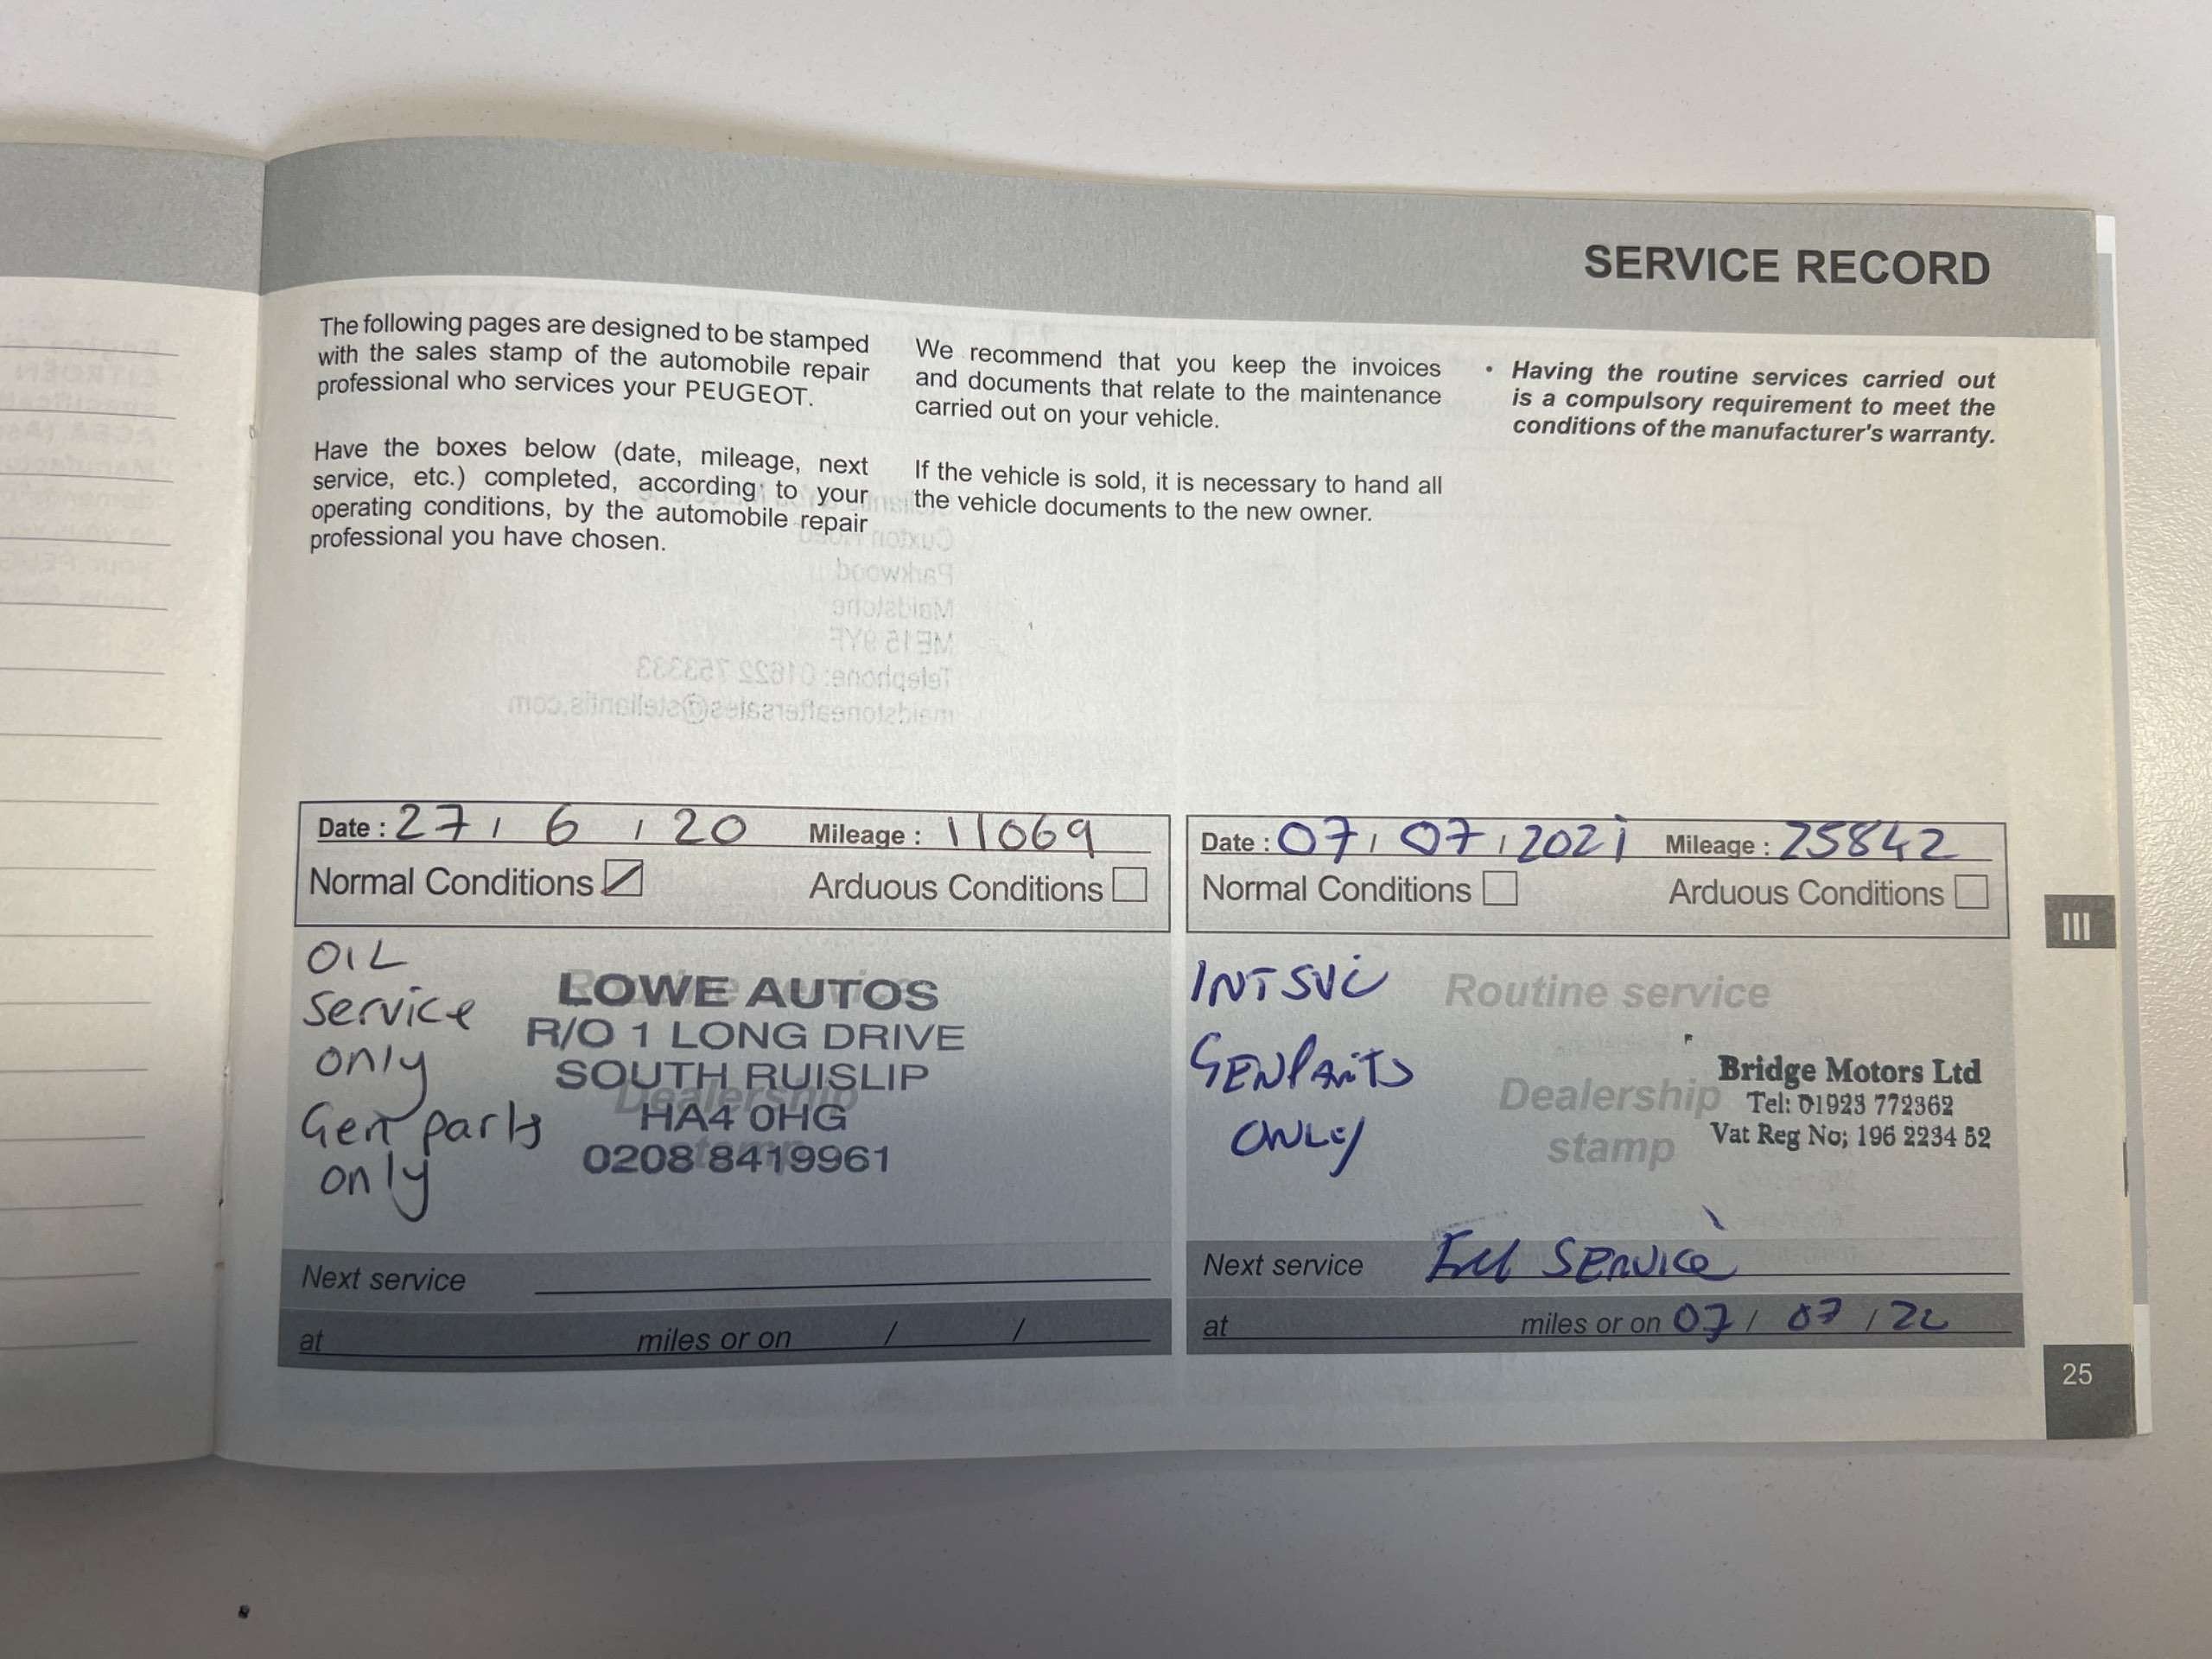 SERVICE RECORD
The following pages are designed to be stamped
with the sales stamp of the automobile repair
professional who services your PEUGEOT.
Have the boxes below (date, mileage, next
service, etc.) completed, according to your
operating conditions, by the automobile repair
professional you have chosen.
We recommend that you keep the invoices
and documents that relate to the maintenance
carried out on your vehicle.
If the vehicle is sold, it is necessary to hand all
the vehicle documents to the new owner.
• Having the routine services carried out
is a compulsory requirement to meet the
conditions of the manufacturer's warranty.
Date : 27 / 6 / 20 Mileage : 11069
Normal Conditions Arduous Conditions
OIL
Service
only
Gen parts
only
LOWE AUTOS
R/O 1 LONG DRIVE
SOUTH RUISLIP
HA4 0HG
0208 8419961
Dealership
stamp
Next service
at miles or on / /
Date : 07 / 07 / 2021 Mileage : 25842
Normal Conditions Arduous Conditions
INT SVC
GEN PARTS
ONLY
Routine service
Dealership
stamp
Bridge Motors Ltd
Tel: 01923 772362
Vat Reg No; 196 2234 52
Next service Full SERVICE
at miles or on 07 / 07 / 22
III
25